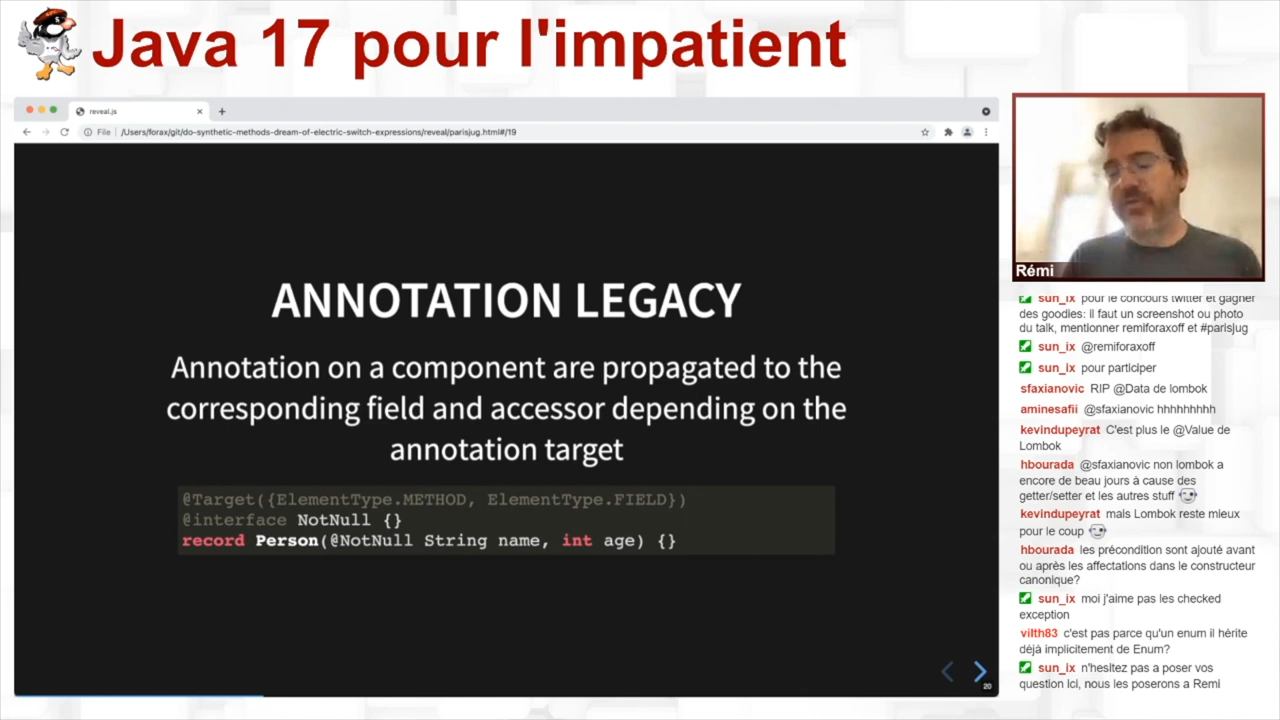 Java 17 pour l'impatient
reveal.js
File
/Users/forax/git/do-synthetic-methods-dream-of-electric-switch-expressions/reveal/parisjug.html#/19
ANNOTATION LEGACY
Annotation on a component are propagated to the
corresponding field and accessor depending on the
annotation target
@Target({ElementType.METHOD, ElementType.FIELD})
@interface NotNull {}
record Person(@NotNull String name, int age) {}
20
Rémi
sun_ix pour le concours twitter et gagner
des goodies: il faut un screenshot ou photo
du talk, mentionner remiforaxoff et #parisjug
sun_ix @remiforaxoff
sun_ix pour participer
sfaxianovic RIP @Data de lombok
aminesafii @sfaxianovic hhhhhhhhh
kevindupeyrat C'est plus le @Value de
Lombok
hbourada @sfaxianovic non lombok a
encore de beau jours à cause des
getter/setter et les autres stuff
kevindupeyrat mais Lombok reste mieux
pour le coup
hbourada les précondition sont ajouté avant
ou après les affectations dans le constructeur
canonique?
sun_ix moi j'aime pas les checked
exception
vilth83 c'est pas parce qu'un enum il hérite
déjà implicitement de Enum?
sun_ix n'hesitez pas a poser vos
question ici, nous les poserons a Remi